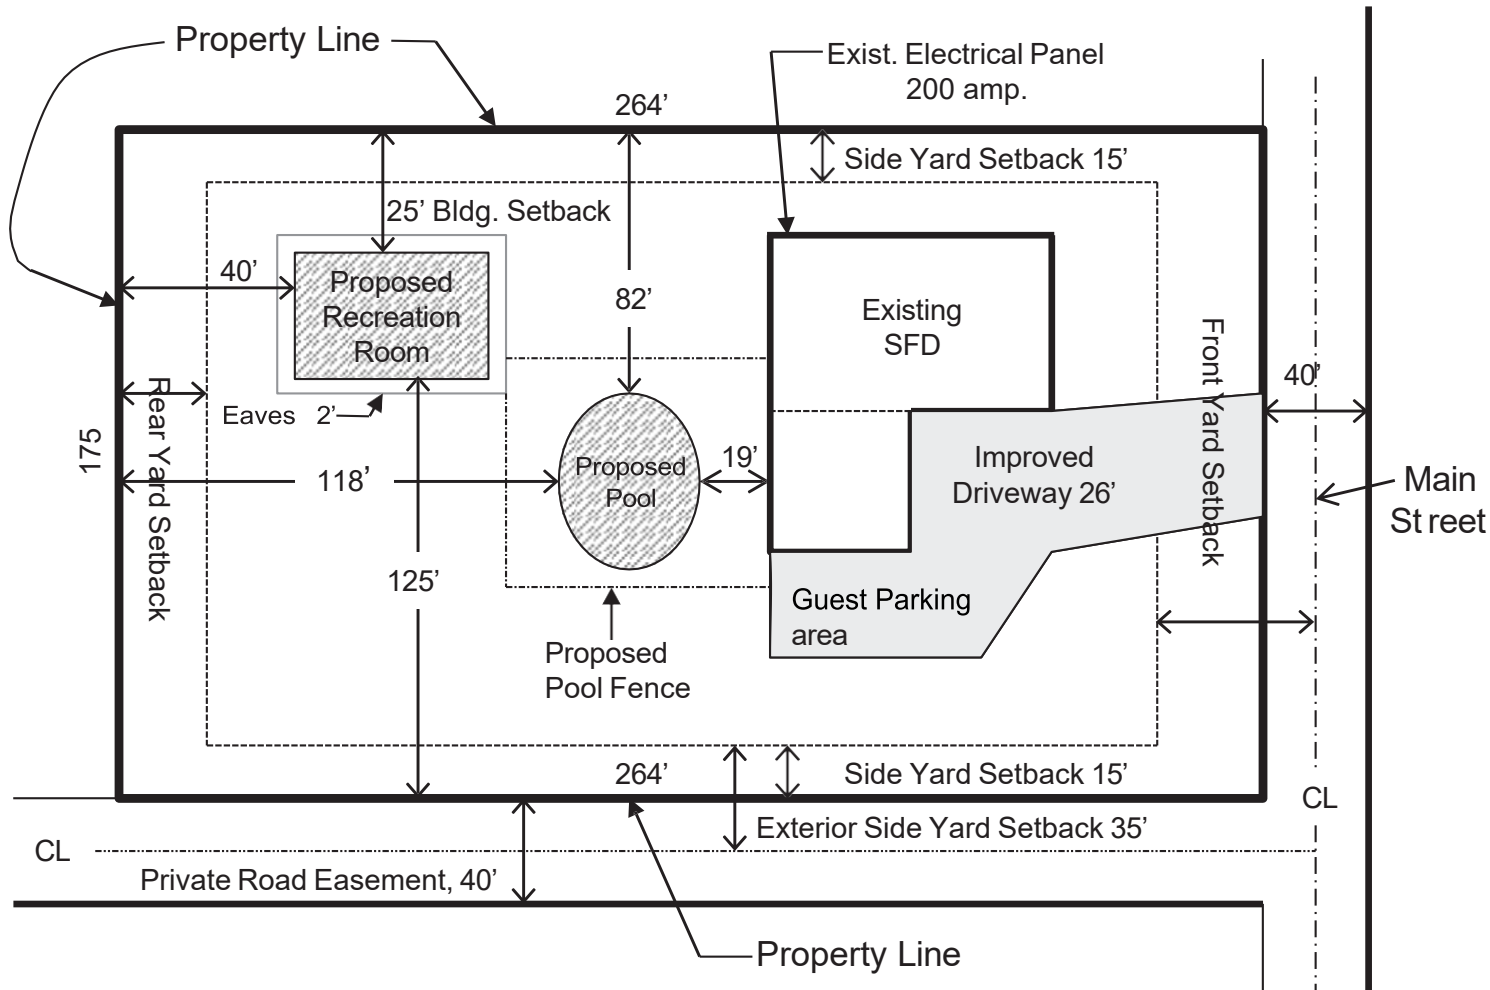 Property Line
Exist. Electrical Panel
200 amp.
264’
Side Yard Setback 15’
25’ Bldg. Setback
40’
Proposed
Recreation
Room
82’
Existing
SFD
Front Yard Setback
40’
Rear Yard Setback
Eaves 2’
175
118’
Proposed
Pool
19’
Improved
Driveway 26’
Main
St reet
125’
Guest Parking
area
Proposed
Pool Fence
264’
Side Yard Setback 15’
CL
Exterior Side Yard Setback 35’
CL
Private Road Easement, 40’
Property Line